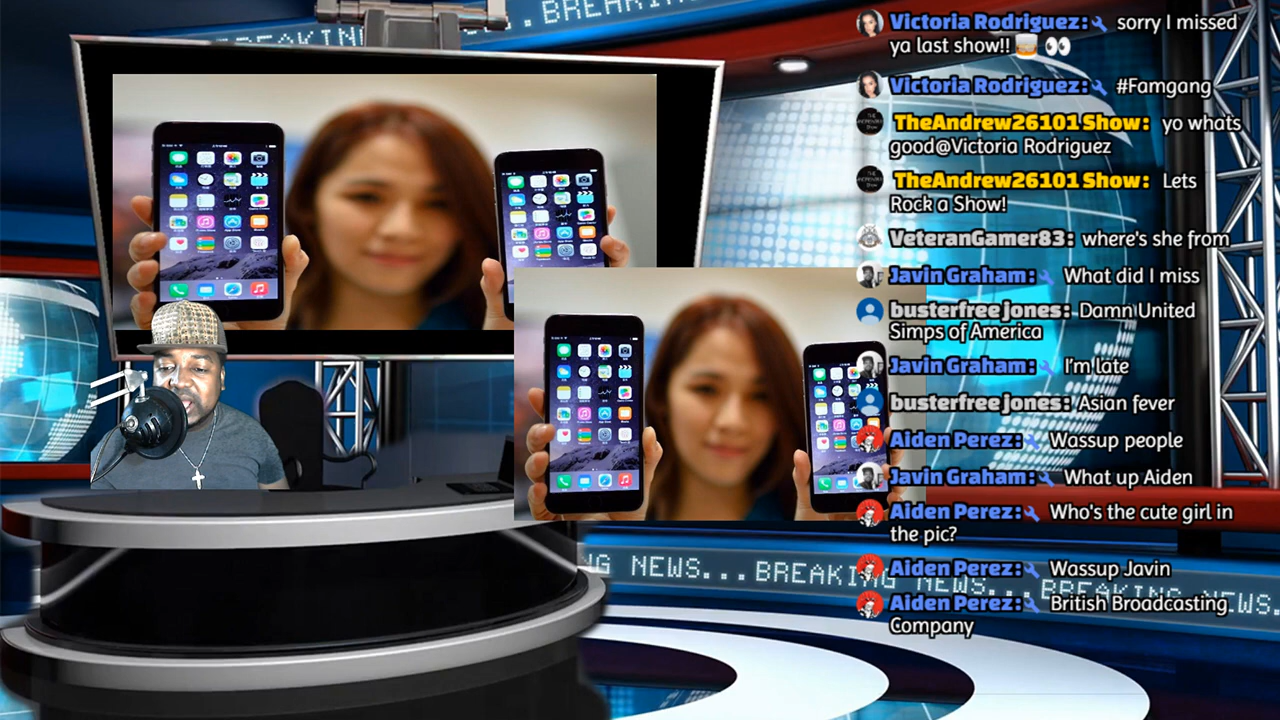 BREAKING
..BREAKING
Victoria Rodriguez: sorry I missed
ya last show!!🥃 👀
Victoria Rodriguez: #Famgang
TheAndrew26101 Show: yo whats
good@Victoria Rodriguez
TheAndrew26101 Show: Lets
Rock a Show!
VeteranGamer83: where's she from
Javin Graham: What did I miss
busterfree jones: Damn United
Simps of America
Javin Graham: I'm late
busterfree jones: Asian fever
Aiden Perez: Wassup people
Javin Graham: What up Aiden
Aiden Perez: Who's the cute girl in
the pic?
Aiden Perez: Wassup Javin
Aiden Perez: British Broadcasting
Company
NG NEWS...BREAKING NEWS...BREAKING NEWS.